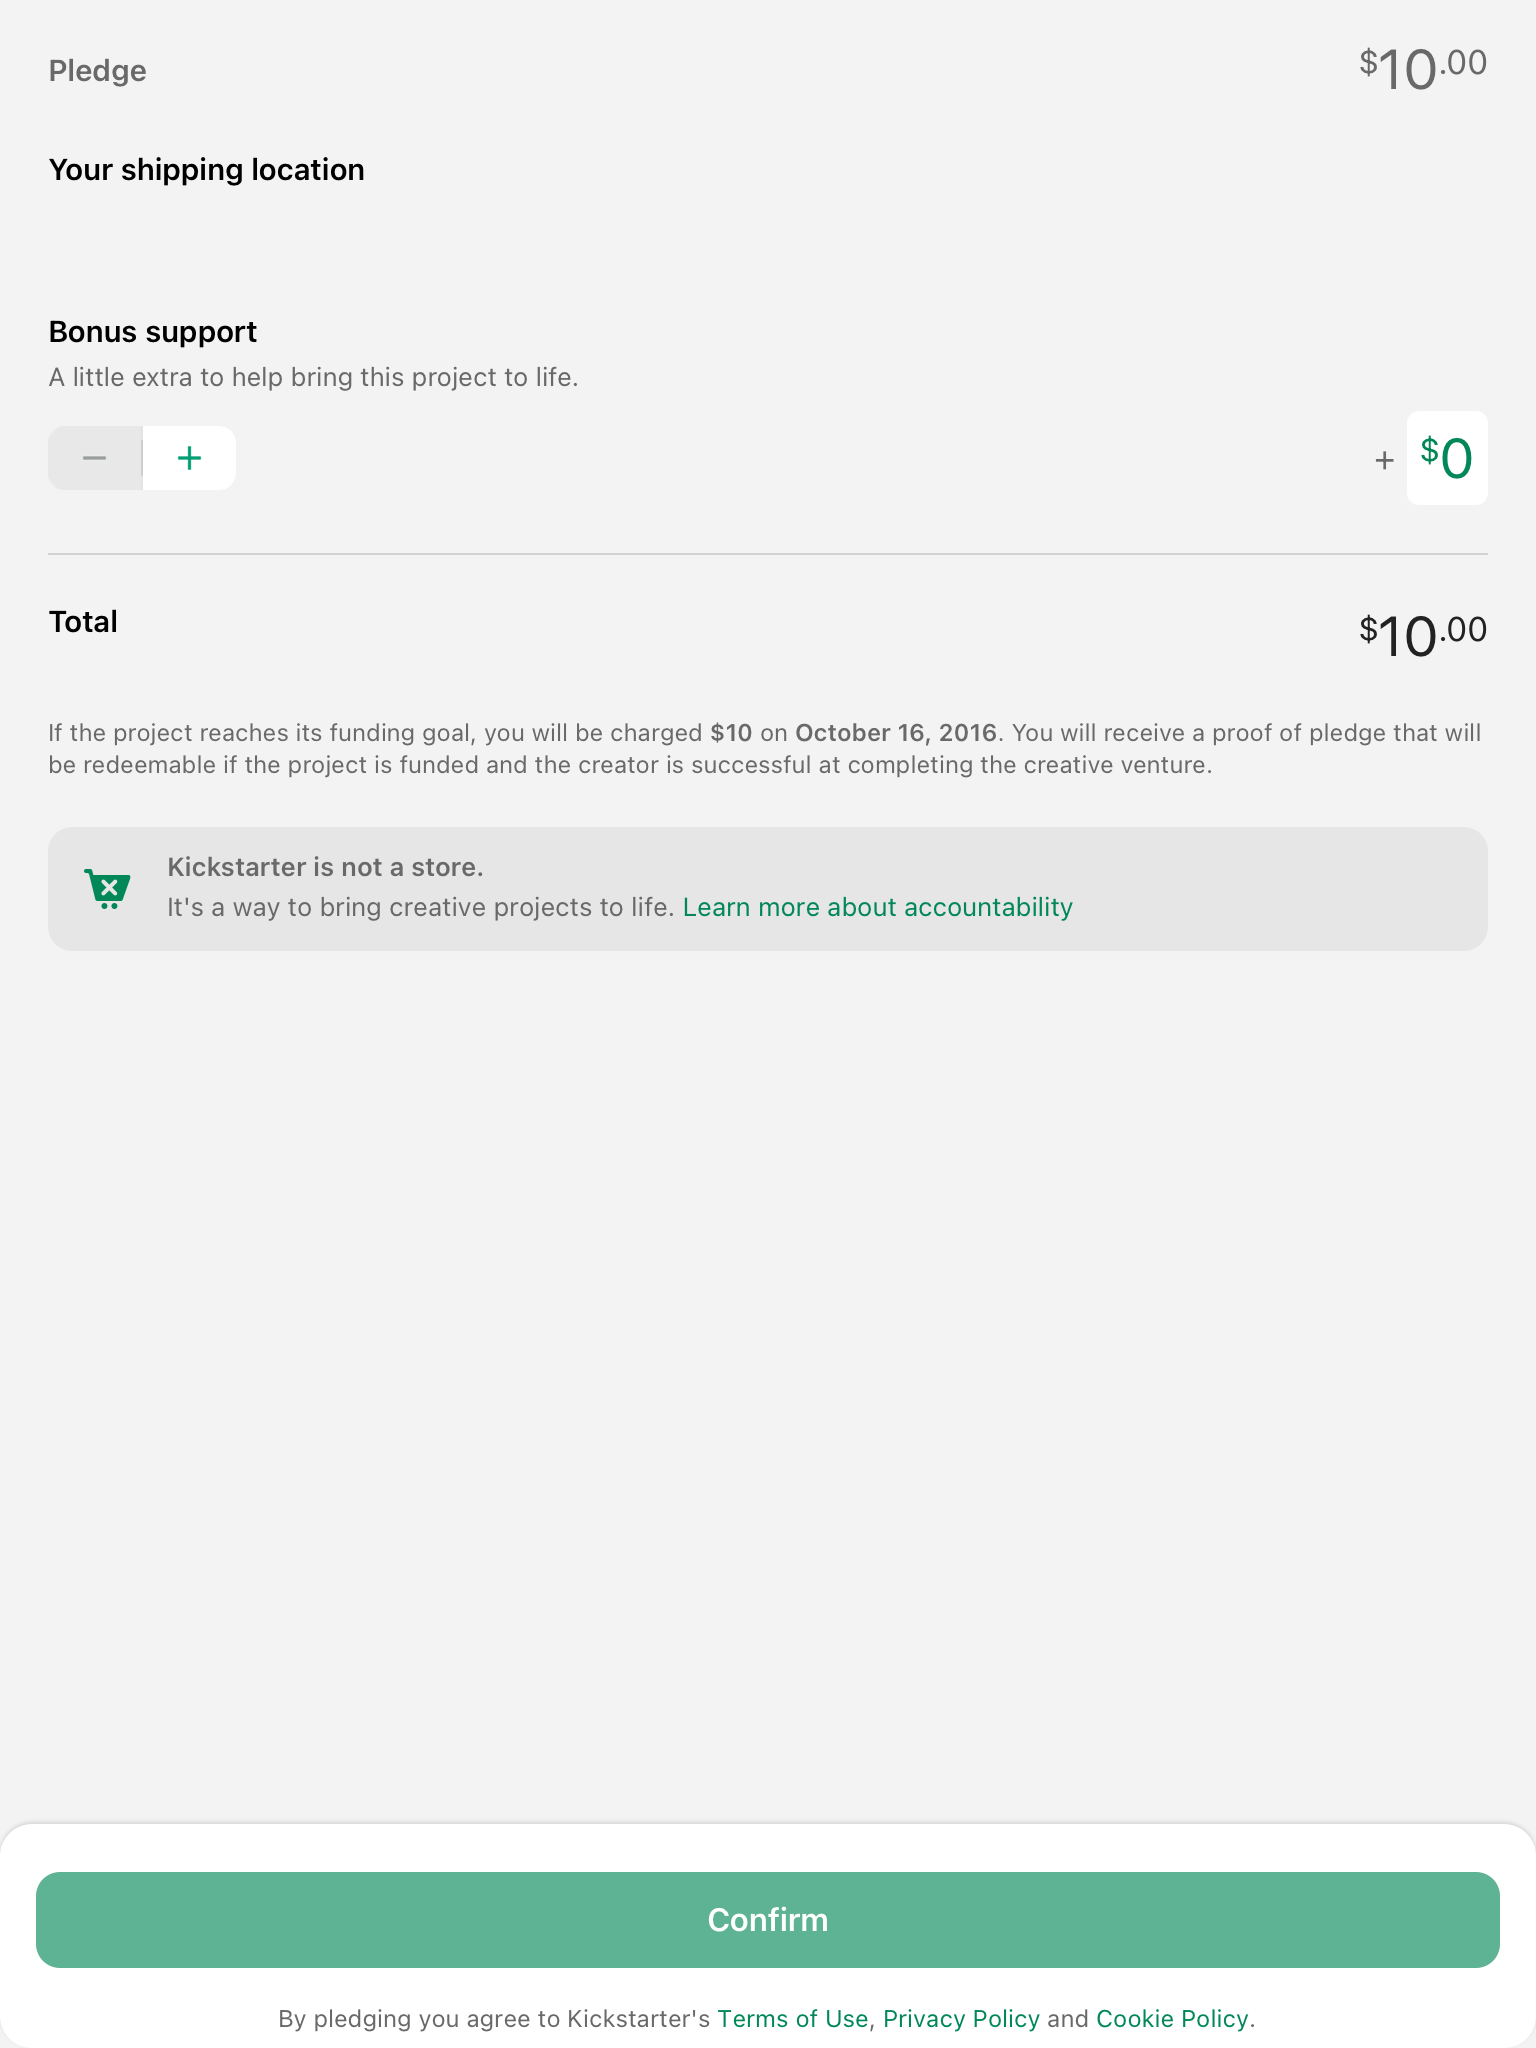 Pledge $10.00
Your shipping location
Bonus support
A little extra to help bring this project to life.
− + + $0
Total $10.00
If the project reaches its funding goal, you will be charged $10 on October 16, 2016. You will receive a proof of pledge that will
be redeemable if the project is funded and the creator is successful at completing the creative venture.
Kickstarter is not a store.
It's a way to bring creative projects to life. Learn more about accountability
Confirm
By pledging you agree to Kickstarter's Terms of Use, Privacy Policy and Cookie Policy.